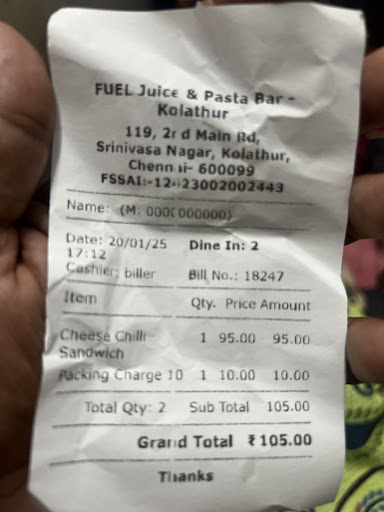 FUEL Juice & Pasta Bar -
Kolathur
119, 2nd Main Rd,
Srinivasa Nagar, Kolathur,
Chennai- 600099
FSSAI:-12423002002443
Name: (M: 0000000000)
Date: 20/01/25 Dine In: 2
17:12
Cashier: biller Bill No.: 18247
Item Qty. Price Amount
Cheese Chilli 1 95.00 95.00
Sandwich
Packing Charge 10 1 10.00 10.00
Total Qty: 2 Sub Total 105.00
Grand Total ₹105.00
Thanks